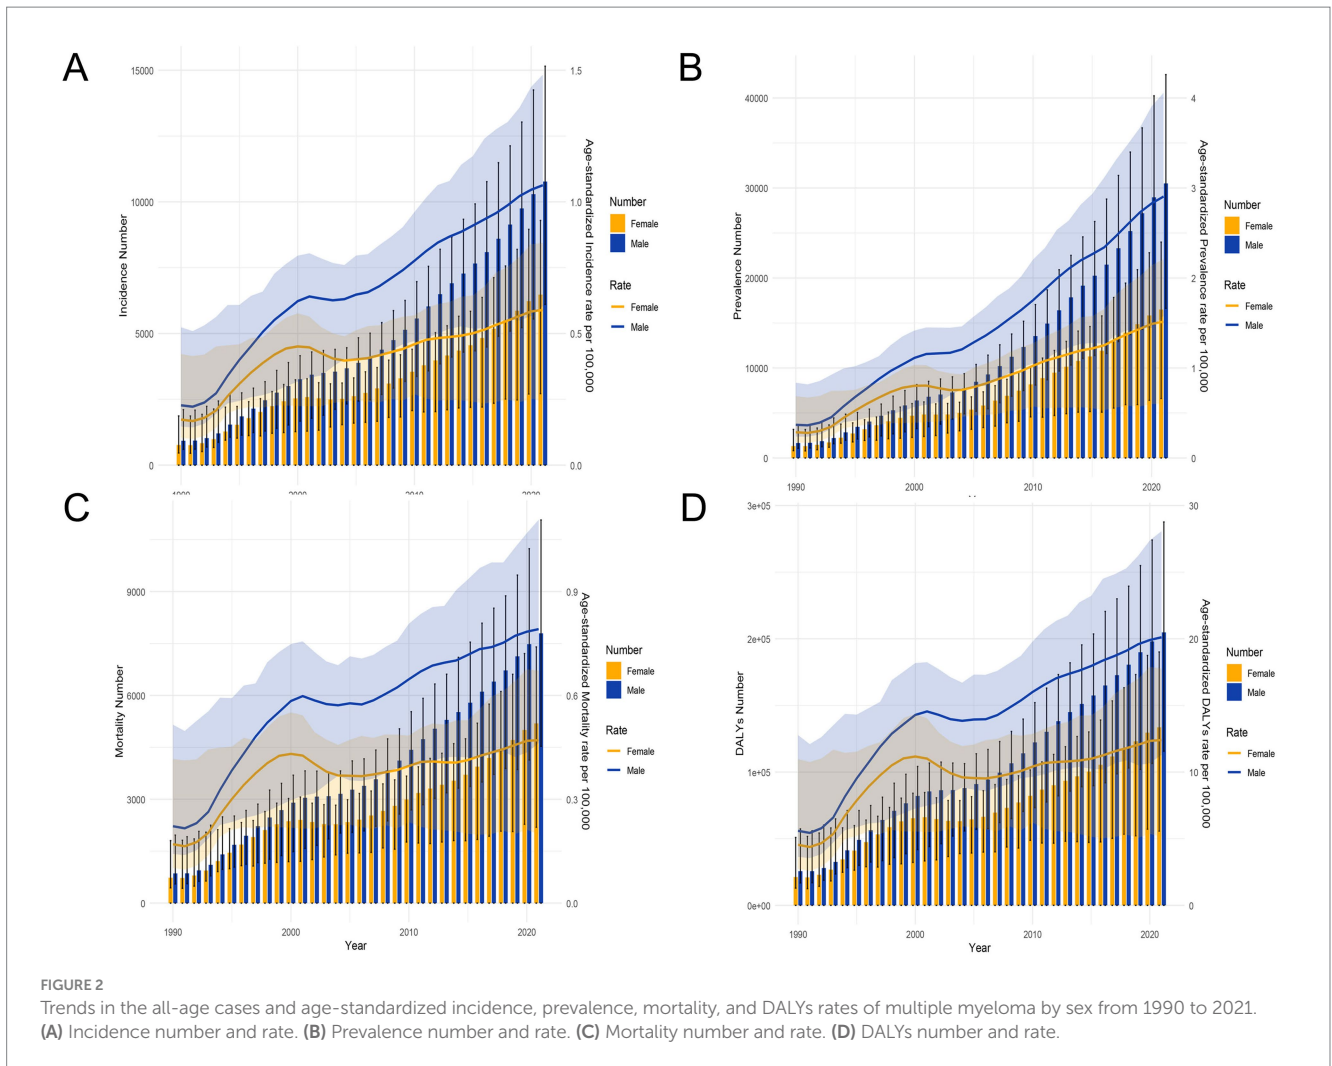 A
15000
10000
5000
0
1.5
1.0
0.5
0.0
Incidence Number
Age-standardized Incidence rate per 100,000
Number
Female
Male
Rate
Female
Male
1990
2000
2010
2020
B
40000
30000
20000
10000
0
4
3
2
1
0
Prevalence Number
Age-standardized Prevalence rate per 100,000
Number
Female
Male
Rate
Female
Male
1990
2000
2010
2020
C
9000
6000
3000
0
0.9
0.6
0.3
0.0
Mortality Number
Age-standardized Mortality rate per 100,000
Number
Female
Male
Rate
Female
Male
1990
2000
2010
2020
Year
D
3e+05
2e+05
1e+05
0e+00
30
20
10
0
DALYs Number
Age-standardized DALYs rate per 100,000
Number
Female
Male
Rate
Female
Male
1990
2000
2010
2020
Year
FIGURE 2
Trends in the all-age cases and age-standardized incidence, prevalence, mortality, and DALYs rates of multiple myeloma by sex from 1990 to 2021.
(A) Incidence number and rate. (B) Prevalence number and rate. (C) Mortality number and rate. (D) DALYs number and rate.